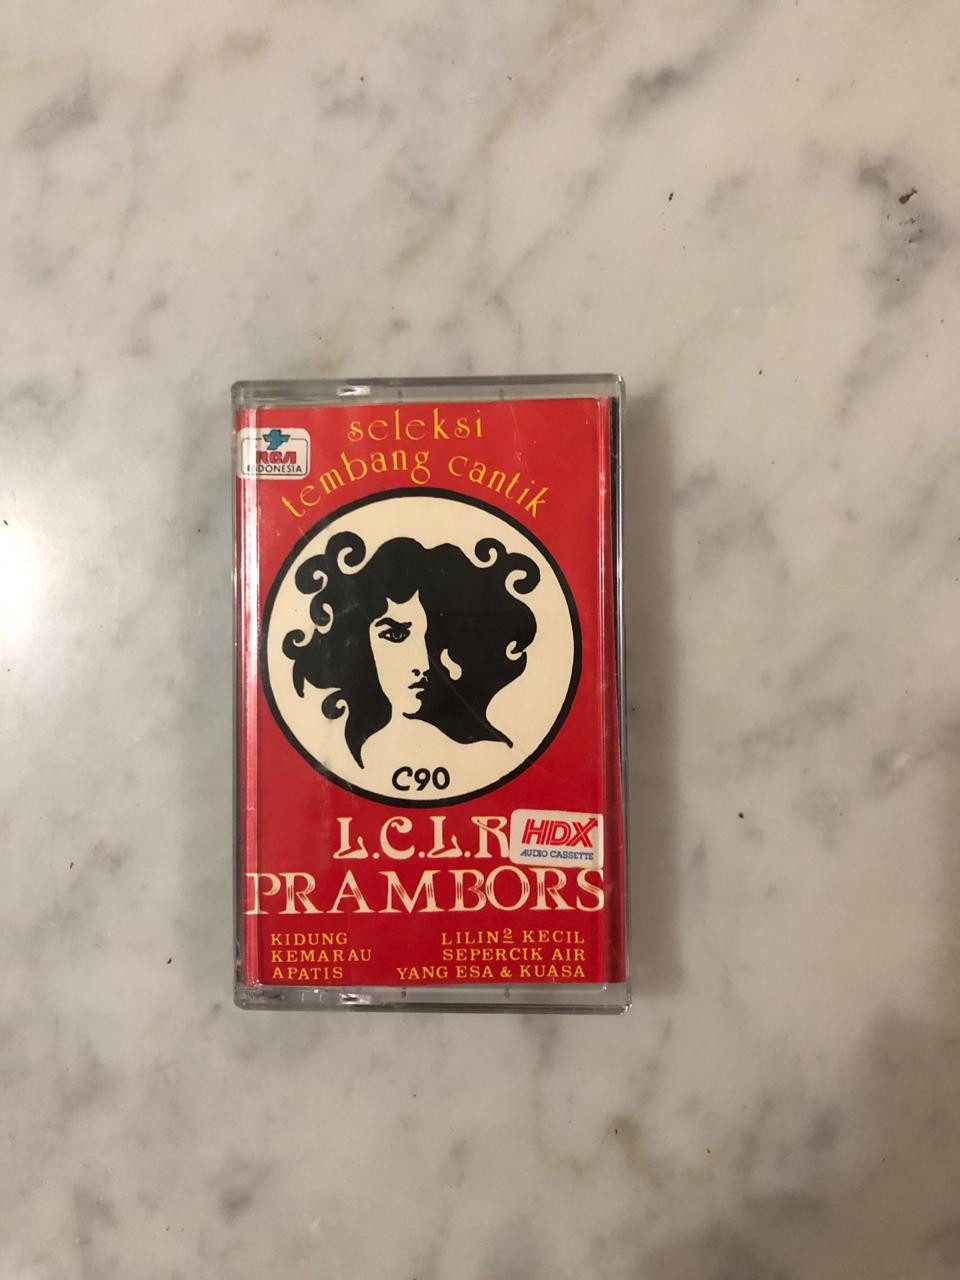 seleksi
tembang cantik
INDONESIA
C90
L.C.L.R
HDX
AUDIO CASSETTE
PRAMBORS
KIDUNG
KEMARAU
APATIS
LILIN2 KECIL
SEPERCIK AIR
YANG ESA & KUASA